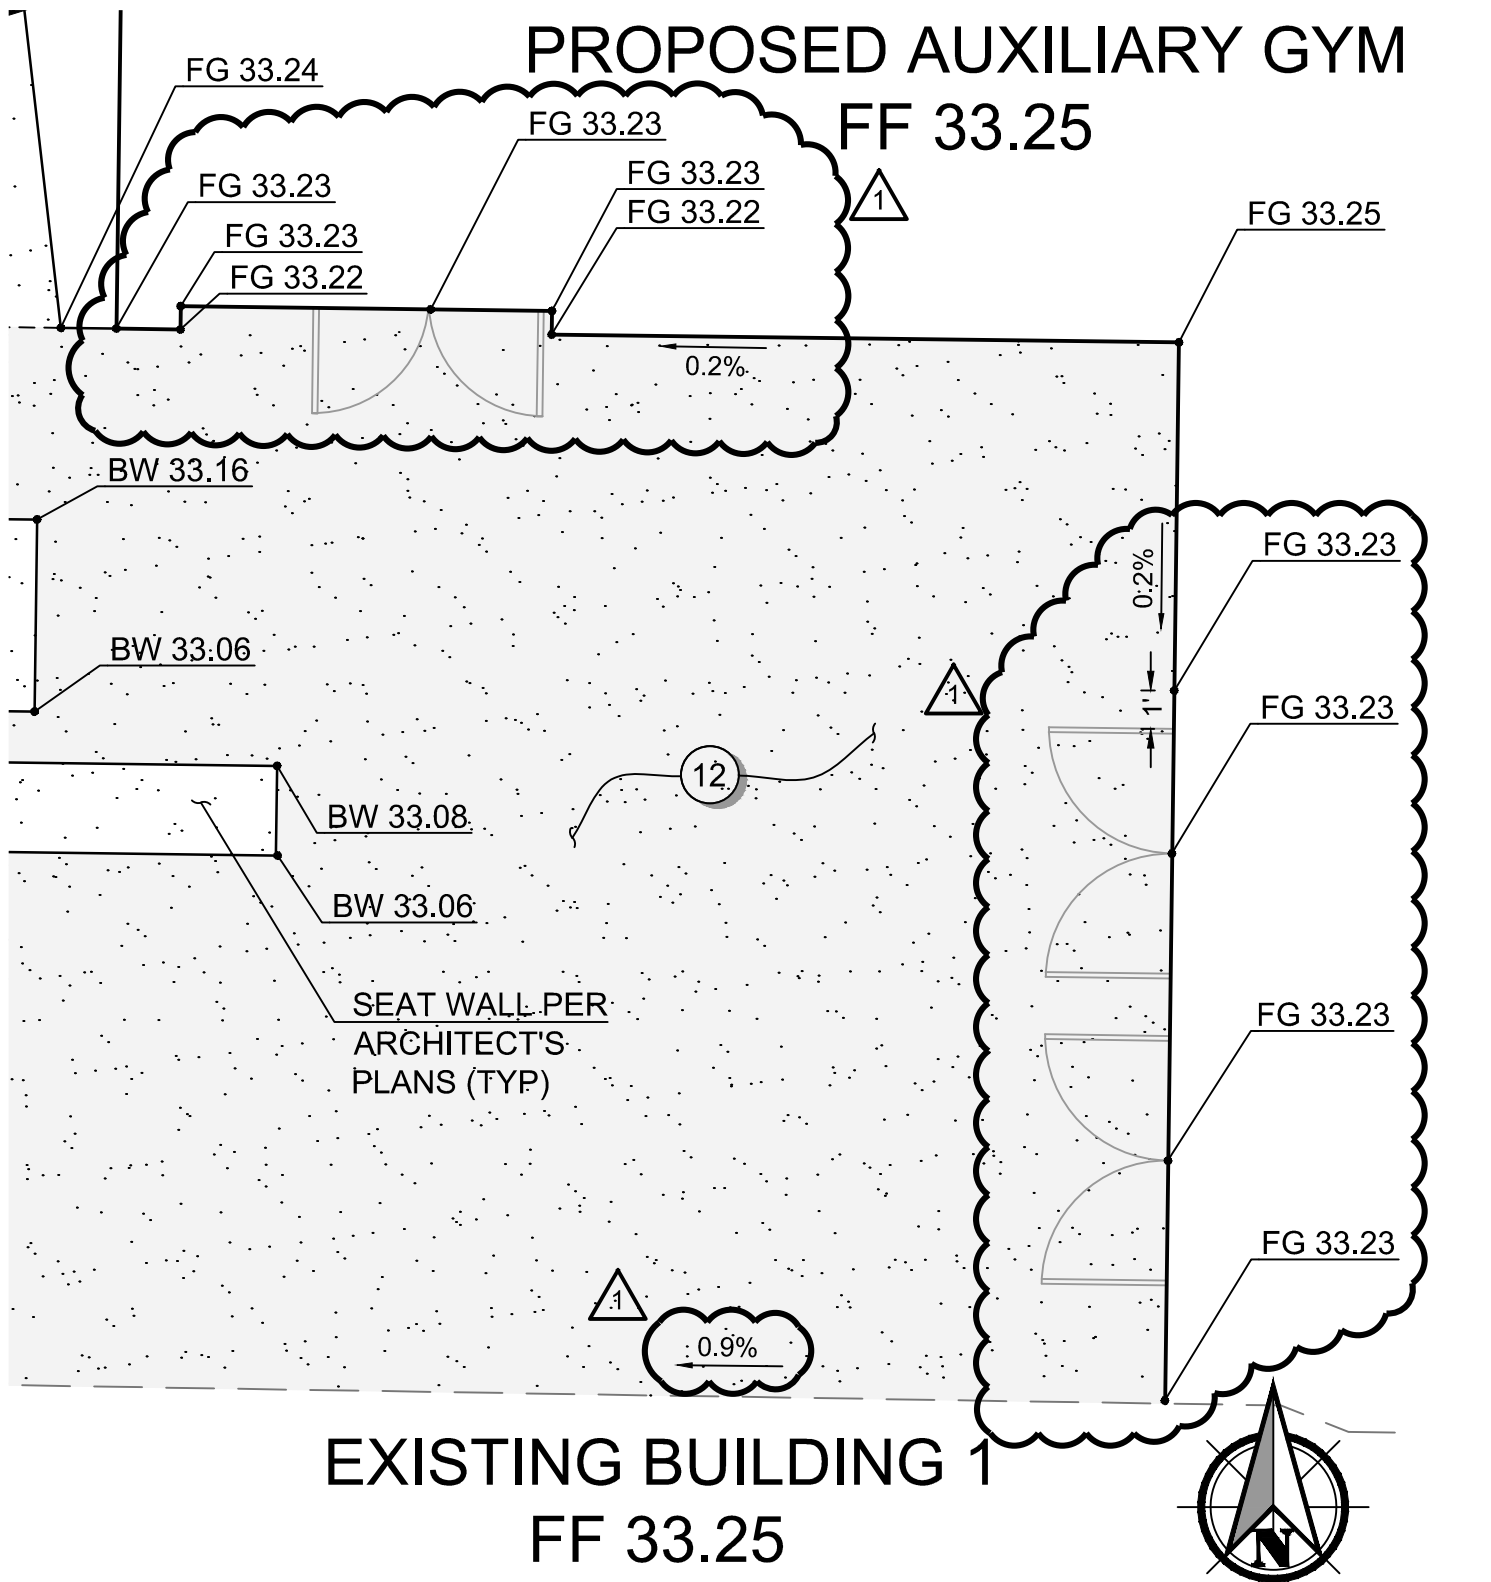 PROPOSED AUXILIARY GYM
FF 33.25
FG 33.24
FG 33.23
FG 33.23
FG 33.23
FG 33.22
FG 33.23
FG 33.23
FG 33.22
1
FG 33.25
0.2%
BW 33.16
BW 33.06
0.2%
FG 33.23
1'
1
FG 33.23
12
BW 33.08
BW 33.06
SEAT WALL PER
ARCHITECT'S
PLANS (TYP)
FG 33.23
FG 33.23
1
0.9%
EXISTING BUILDING 1
FF 33.25
N